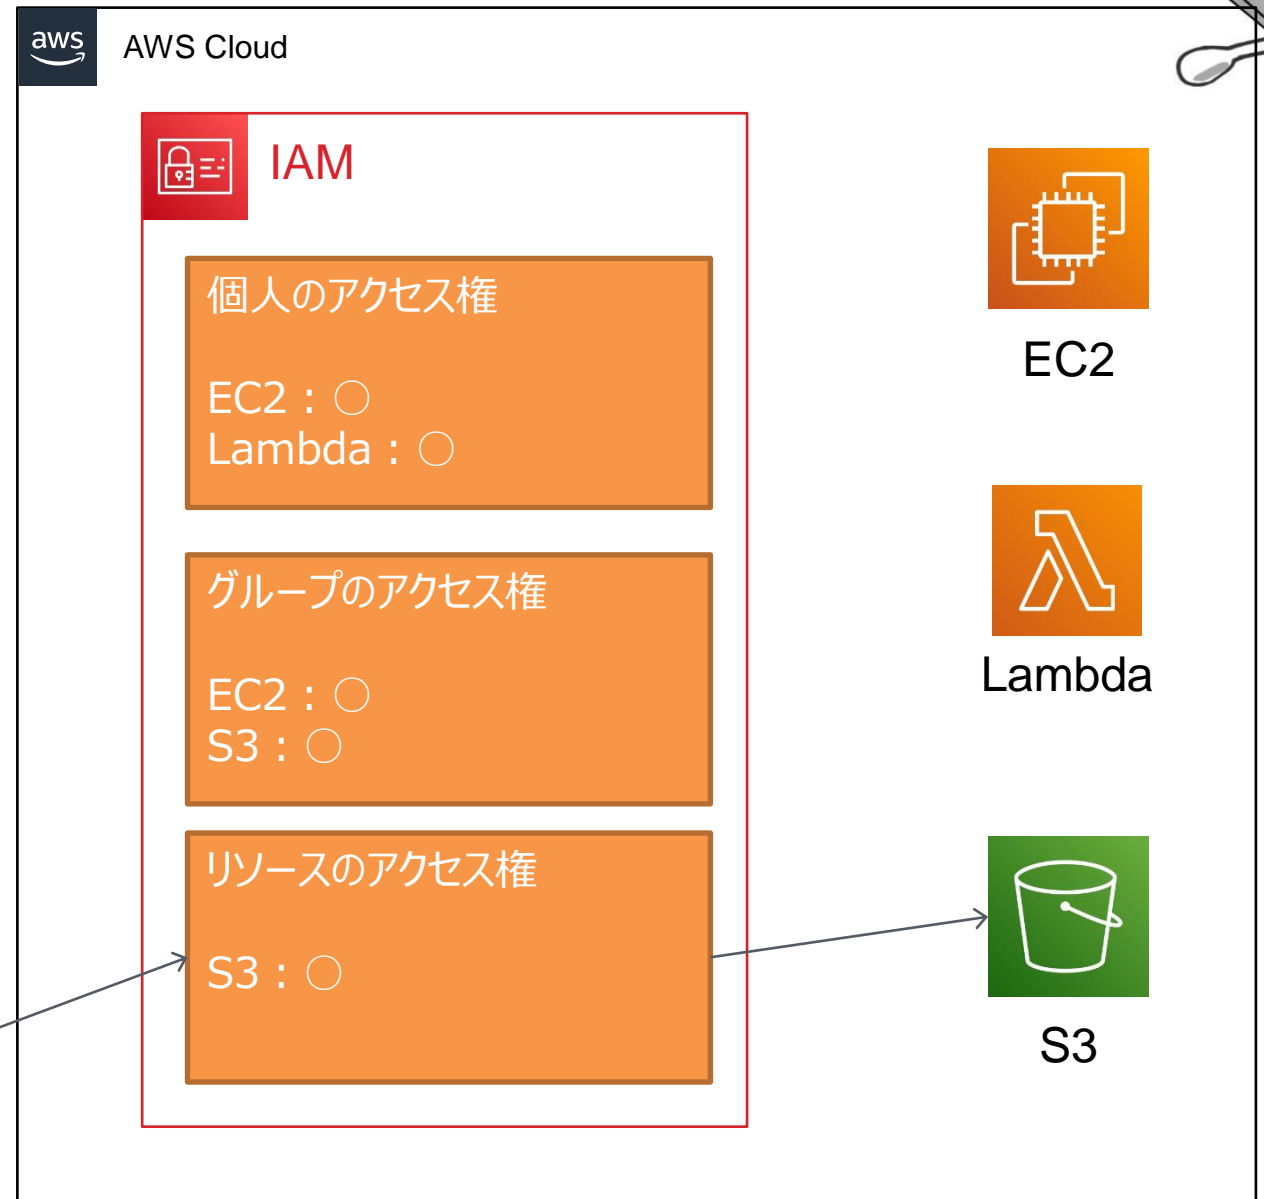 aws
AWS Cloud
IAM
個人のアクセス権
EC2：○
Lambda：○
グループのアクセス権
EC2：○
S3：○
リソースのアクセス権
S3：○
EC2
Lambda
S3